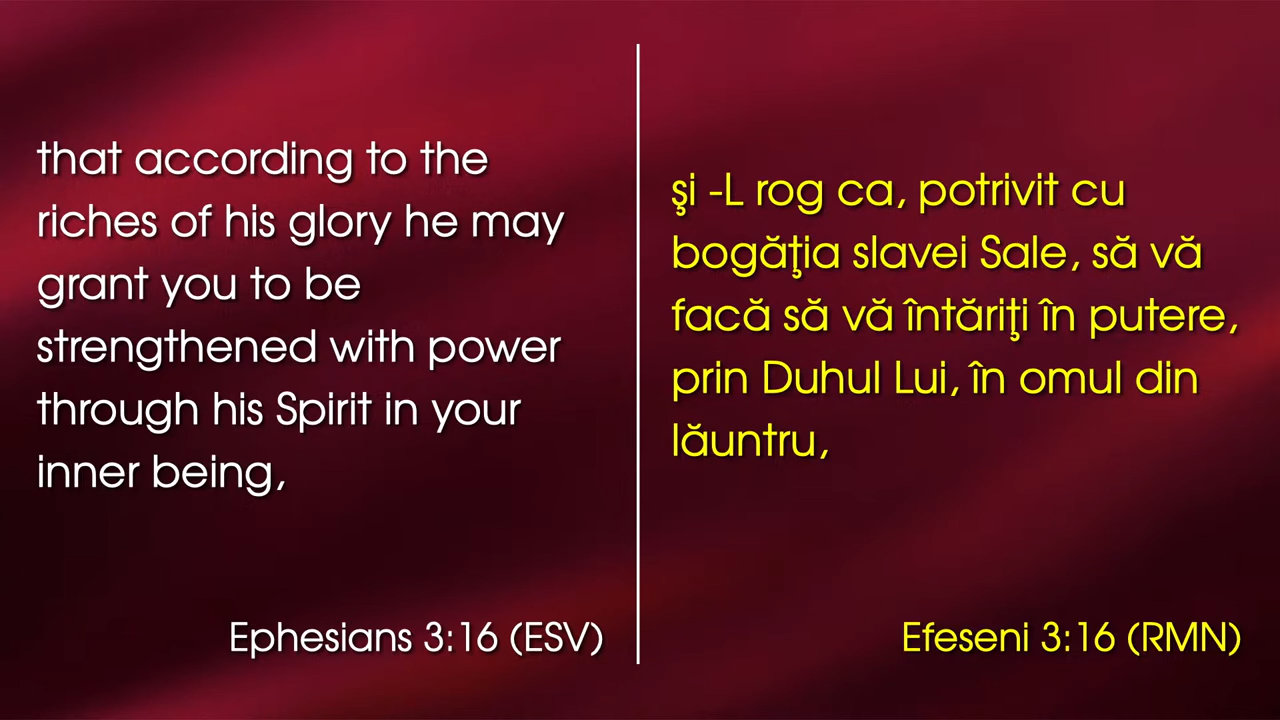 that according to the
riches of his glory he may
grant you to be
strengthened with power
through his Spirit in your
inner being,
Ephesians 3:16 (ESV)
şi -L rog ca, potrivit cu
bogăţia slavei Sale, să vă
facă să vă întăriţi în putere,
prin Duhul Lui, în omul din
lăuntru,
Efeseni 3:16 (RMN)